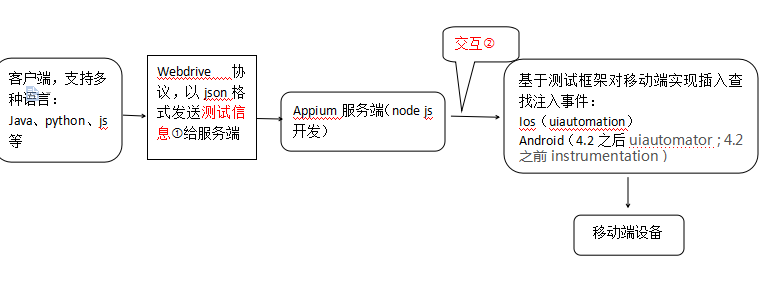 客户端，支持多
种语言：
Java、python、js
等
Webdrive 协
议，以 json 格
式发送测试信
息①给服务端
Appium 服务端（node js
开发）
交互②
基于测试框架对移动端实现插入查
找注入事件：
Ios（uiautomation）
Android（4.2 之后 uiautomator；4.2
之前 instrumentation）
移动端设备